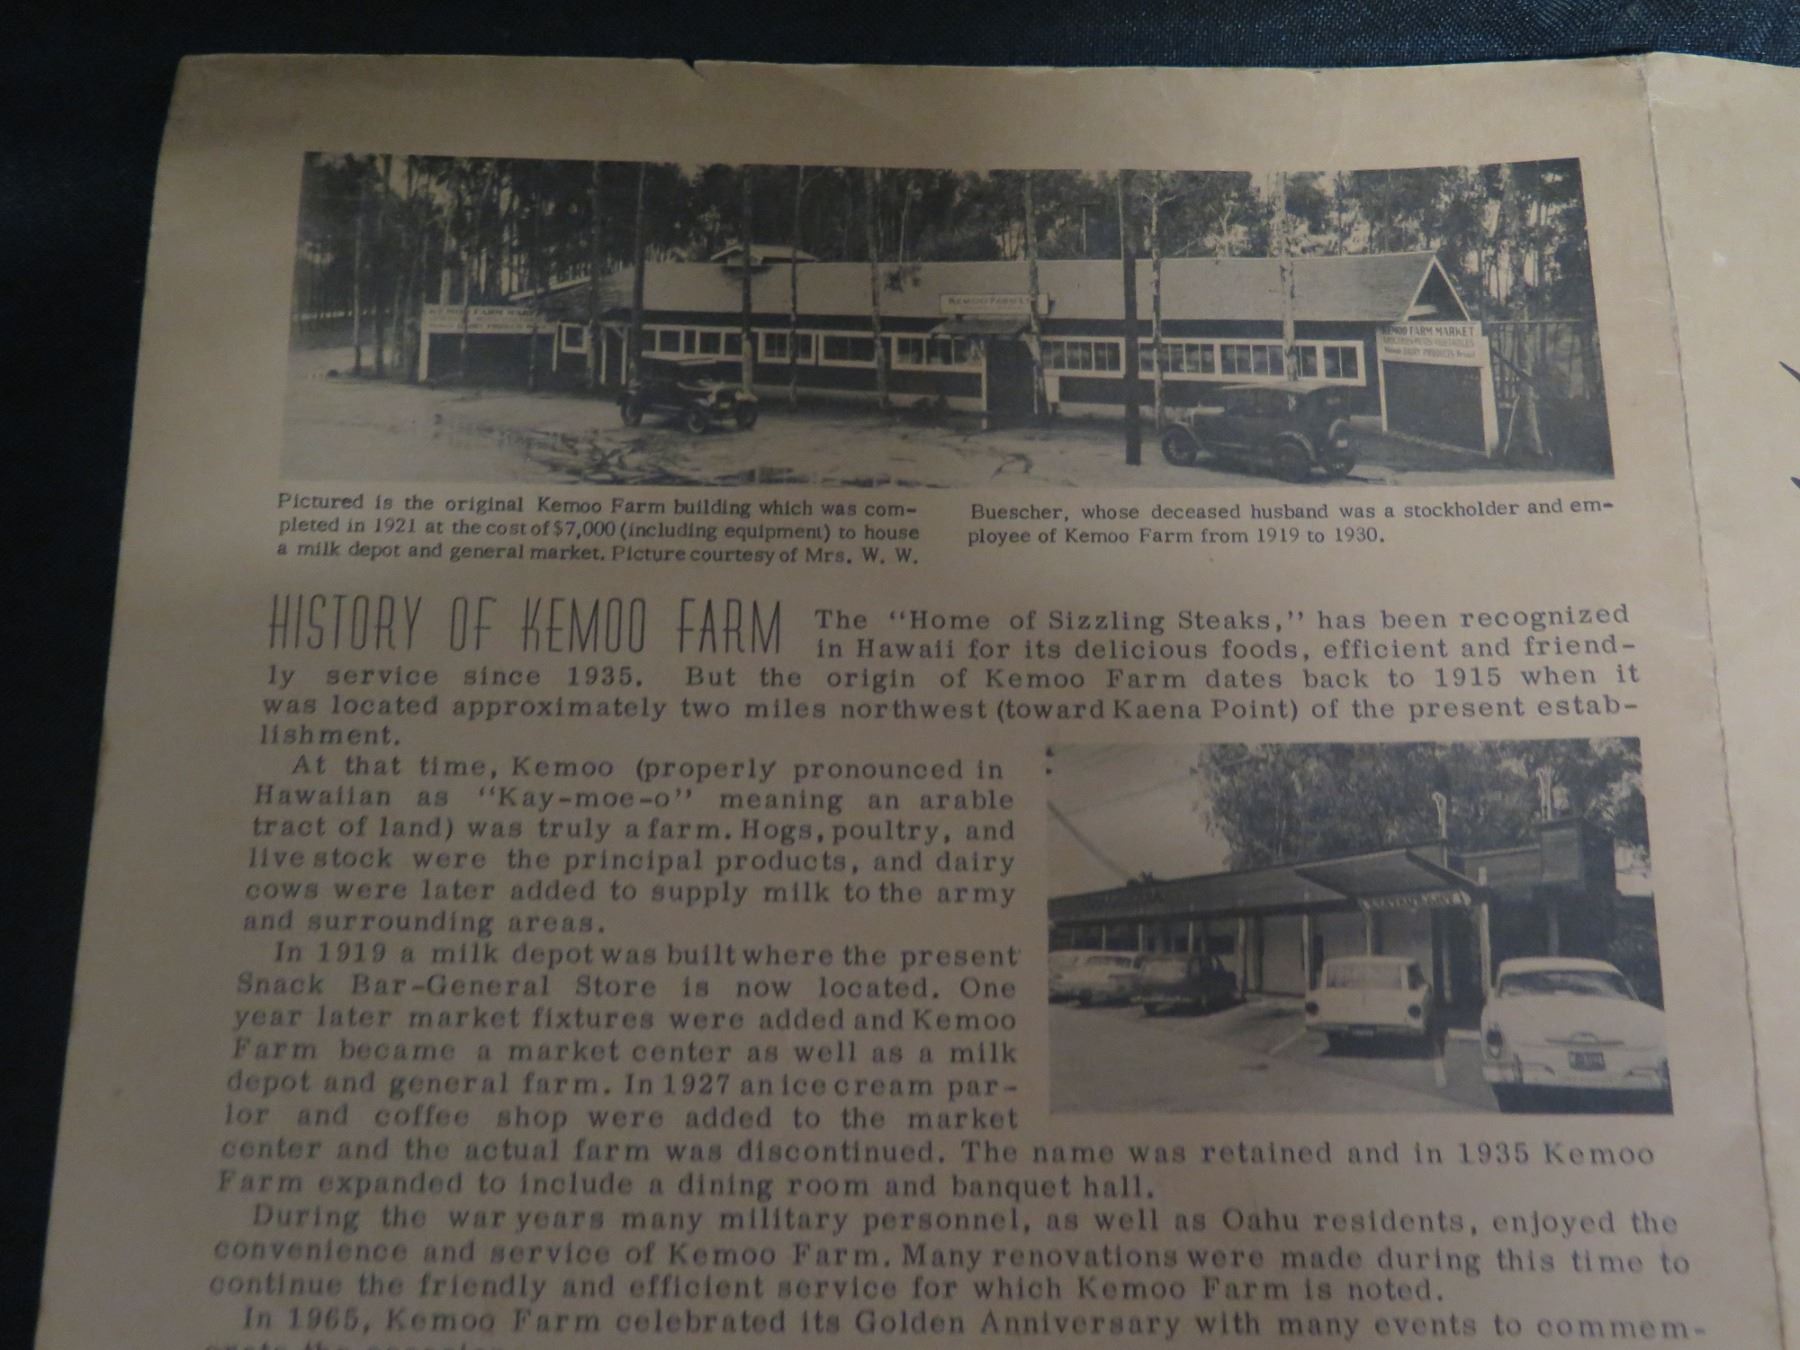 KEMOO FARM MARKET
DAIRY PRODUCTS
Pictured is the original Kemoo Farm building which was com-
pleted in 1921 at the cost of $7,000 (including equipment) to house
a milk depot and general market. Picture courtesy of Mrs. W. W.
Buescher, whose deceased husband was a stockholder and em-
ployee of Kemoo Farm from 1919 to 1930.
HISTORY OF KEMOO FARM
The "Home of Sizzling Steaks," has been recognized
in Hawaii for its delicious foods, efficient and friend-
ly service since 1935. But the origin of Kemoo Farm dates back to 1915 when it
was located approximately two miles northwest (toward Kaena Point) of the present estab-
lishment.
At that time, Kemoo (properly pronounced in
Hawaiian as "Kay-moe-o" meaning an arable
tract of land) was truly a farm. Hogs, poultry, and
live stock were the principal products, and dairy
cows were later added to supply milk to the army
and surrounding areas.
In 1919 a milk depot was built where the present
Snack Bar-General Store is now located. One
year later market fixtures were added and Kemoo
Farm became a market center as well as a milk
depot and general farm. In 1927 an ice cream par-
lor and coffee shop were added to the market
center and the actual farm was discontinued. The name was retained and in 1935 Kemoo
Farm expanded to include a dining room and banquet hall.
RESTAURANT
During the war years many military personnel, as well as Oahu residents, enjoyed the
convenience and service of Kemoo Farm. Many renovations were made during this time to
continue the friendly and efficient service for which Kemoo Farm is noted.
In 1965, Kemoo Farm celebrated its Golden Anniversary with many events to commem-